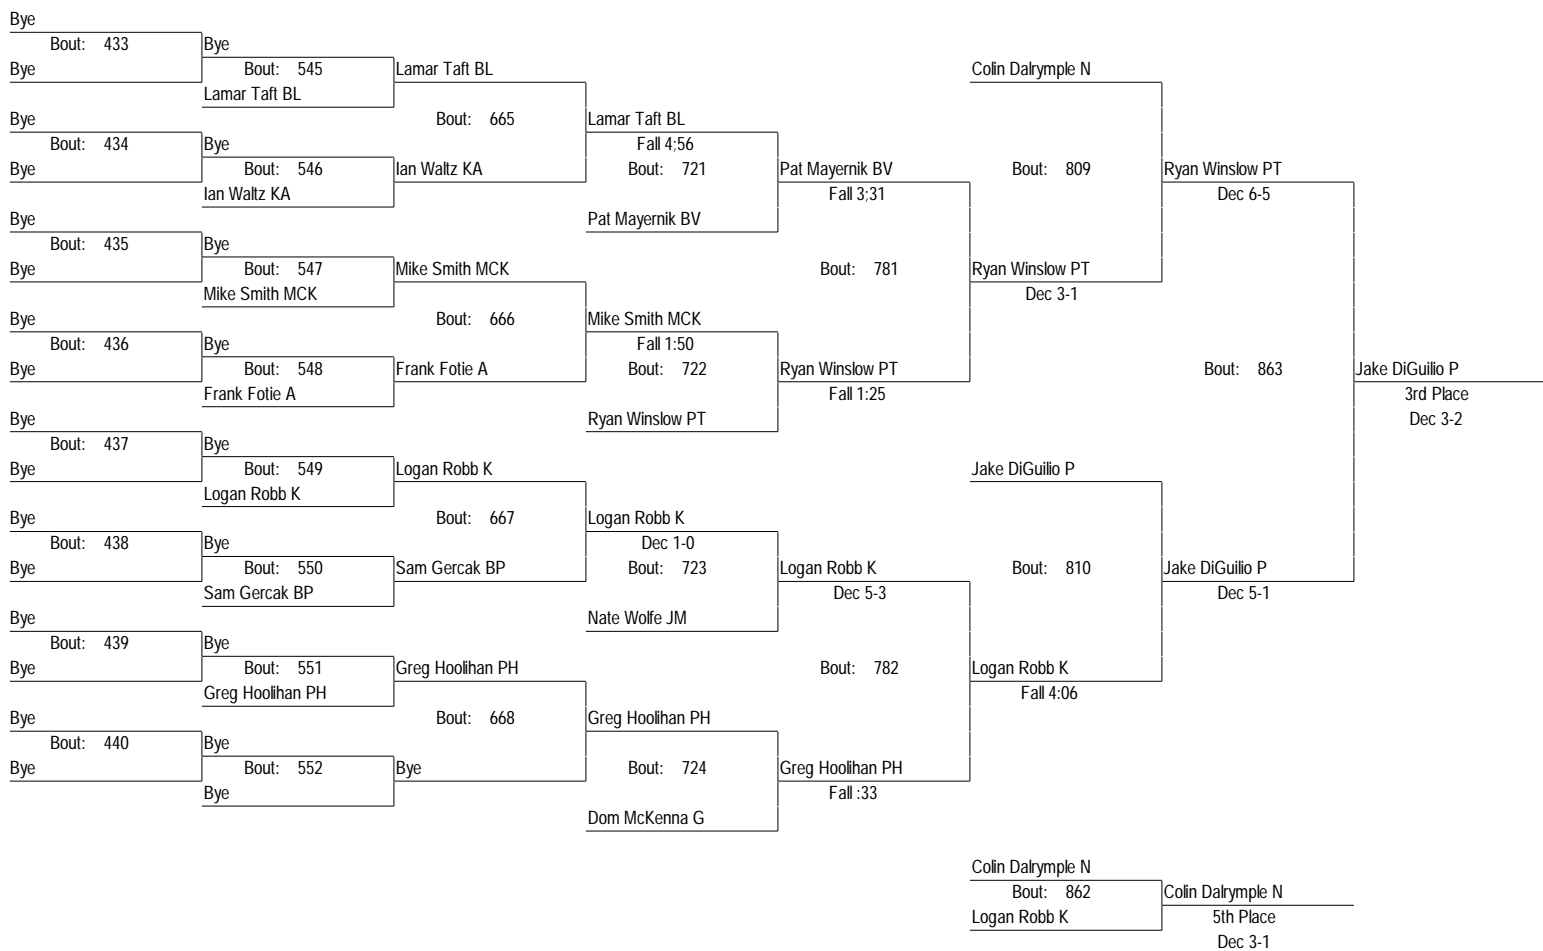 Bye
Bout: 433
Bye
Bye
Bout: 545
Lamar Taft BL
Colin Dalrymple N
Lamar Taft BL
Bye
Bout: 665
Lamar Taft BL
Bout: 434
Bye
Fall 4;56
Bye
Bout: 546
Ian Waltz KA
Bout: 721
Pat Mayernik BV
Bout: 809
Ryan Winslow PT
Ian Waltz KA
Fall 3;31
Dec 6-5
Bye
Pat Mayernik BV
Bout: 435
Bye
Bye
Bout: 547
Mike Smith MCK
Bout: 781
Ryan Winslow PT
Mike Smith MCK
Dec 3-1
Bye
Bout: 666
Mike Smith MCK
Bout: 436
Bye
Fall 1:50
Bye
Bout: 548
Frank Fotie A
Bout: 722
Ryan Winslow PT
Bout: 863
Jake DiGuilio P
Frank Fotie A
Fall 1:25
3rd Place
Bye
Ryan Winslow PT
Dec 3-2
Bout: 437
Bye
Bye
Bout: 549
Logan Robb K
Jake DiGuilio P
Logan Robb K
Bye
Bout: 667
Logan Robb K
Bout: 438
Bye
Dec 1-0
Bye
Bout: 550
Sam Gercak BP
Bout: 723
Logan Robb K
Bout: 810
Jake DiGuilio P
Sam Gercak BP
Dec 5-3
Dec 5-1
Bye
Nate Wolfe JM
Bout: 439
Bye
Bye
Bout: 551
Greg Hoolihan PH
Bout: 782
Logan Robb K
Greg Hoolihan PH
Fall 4:06
Bye
Bout: 668
Greg Hoolihan PH
Bout: 440
Bye
Bye
Bout: 552
Bye
Bout: 724
Greg Hoolihan PH
Bye
Fall :33
Dom McKenna G
Colin Dalrymple N
Bout: 862
Colin Dalrymple N
Logan Robb K
5th Place
Dec 3-1